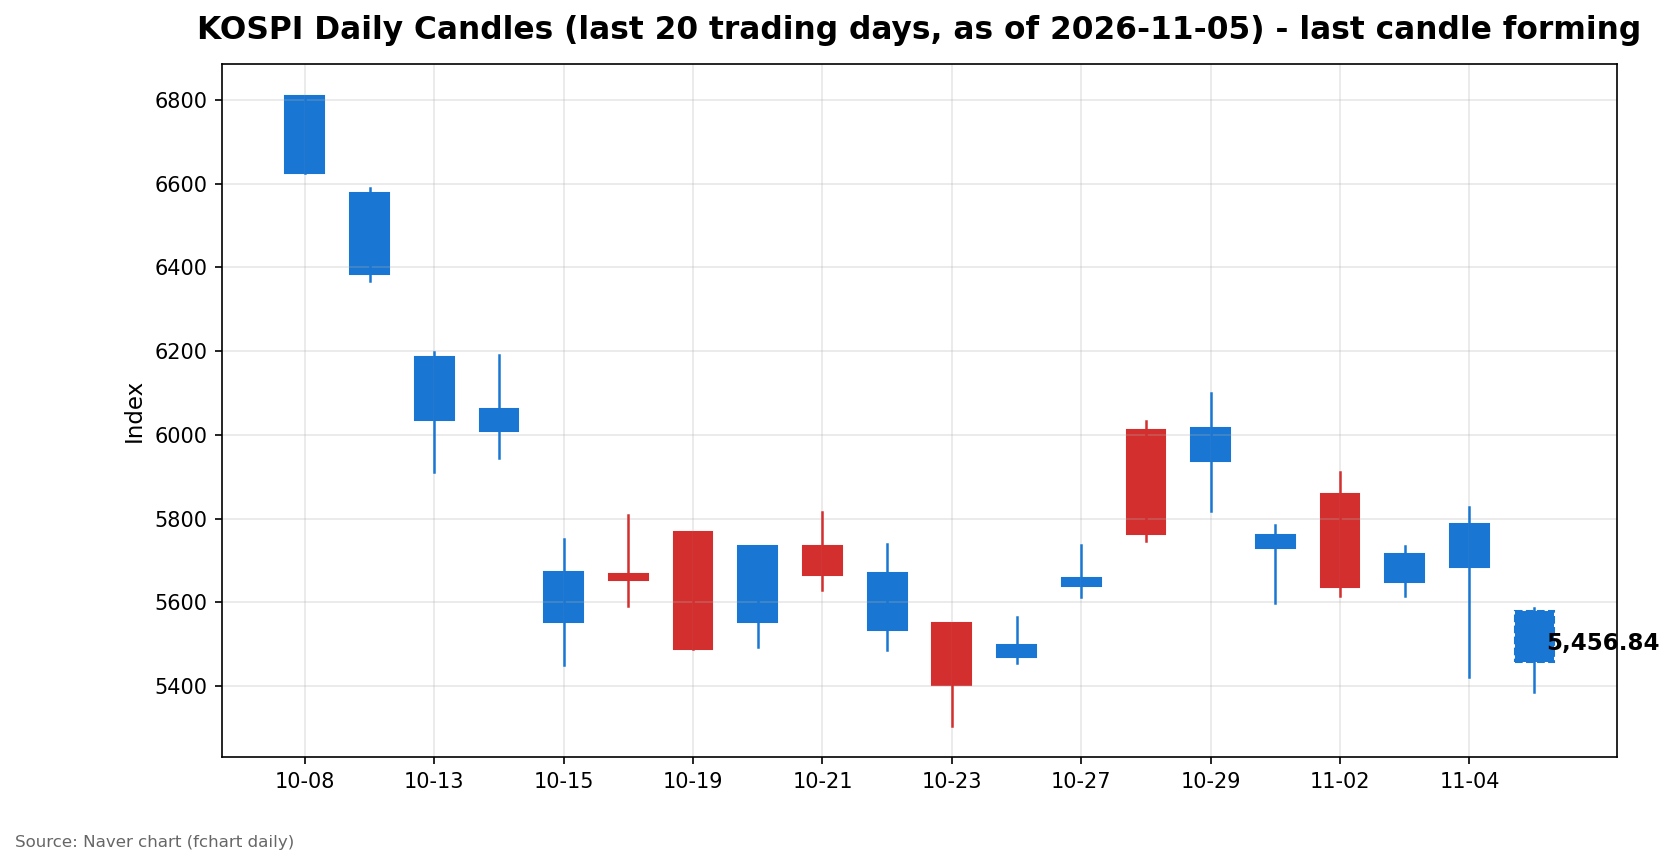 KOSPI Daily Candles (last 20 trading days, as of 2026-11-05) - last candle forming
6800
6600
6400
6200
6000
5800
5600
5400
Index
5,456.84
10-08 10-13 10-15 10-19 10-21 10-23 10-27 10-29 11-02 11-04
Source: Naver chart (fchart daily)